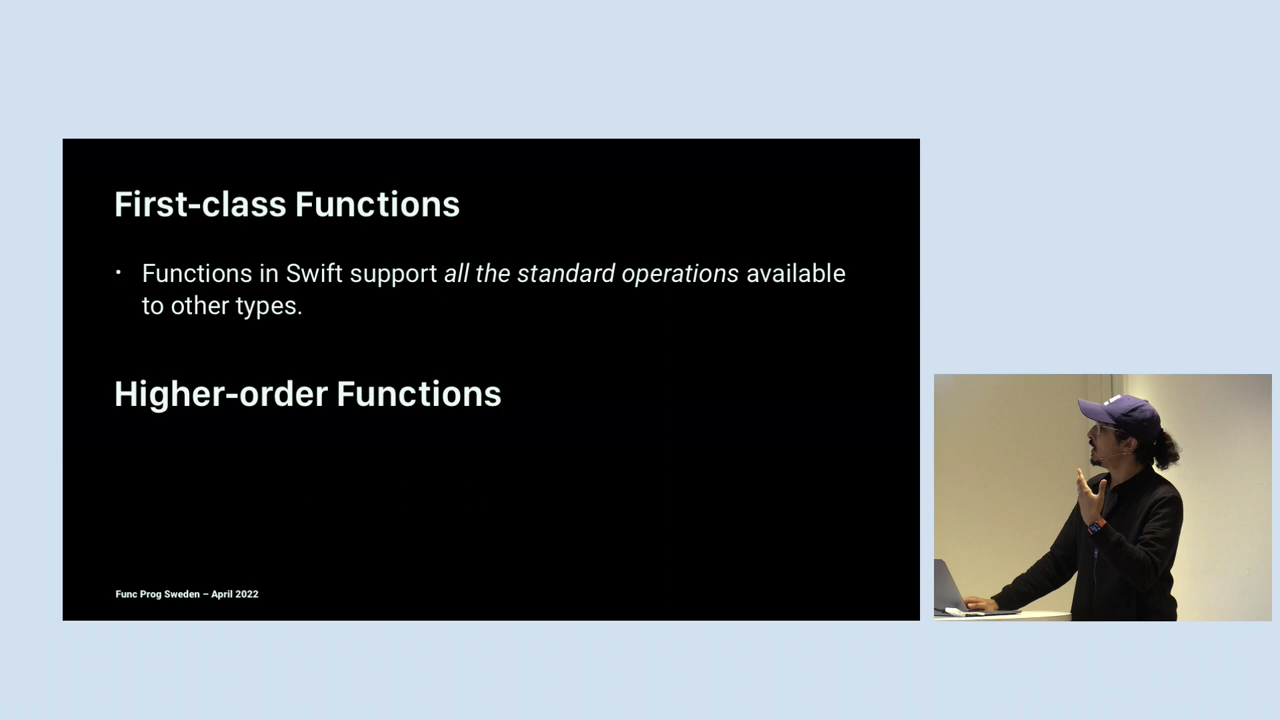 First-class Functions
• Functions in Swift support all the standard operations available
to other types.
Higher-order Functions
Func Prog Sweden – April 2022